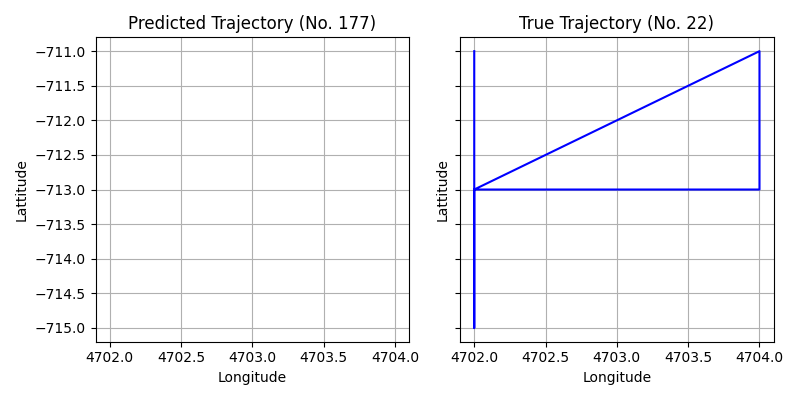 Predicted Trajectory (No. 177)
True Trajectory (No. 22)
Lattitude
−711.0
−711.5
−712.0
−712.5
−713.0
−713.5
−714.0
−714.5
−715.0
4702.0 4702.5 4703.0 4703.5 4704.0
Longitude
Lattitude
4702.0 4702.5 4703.0 4703.5 4704.0
Longitude